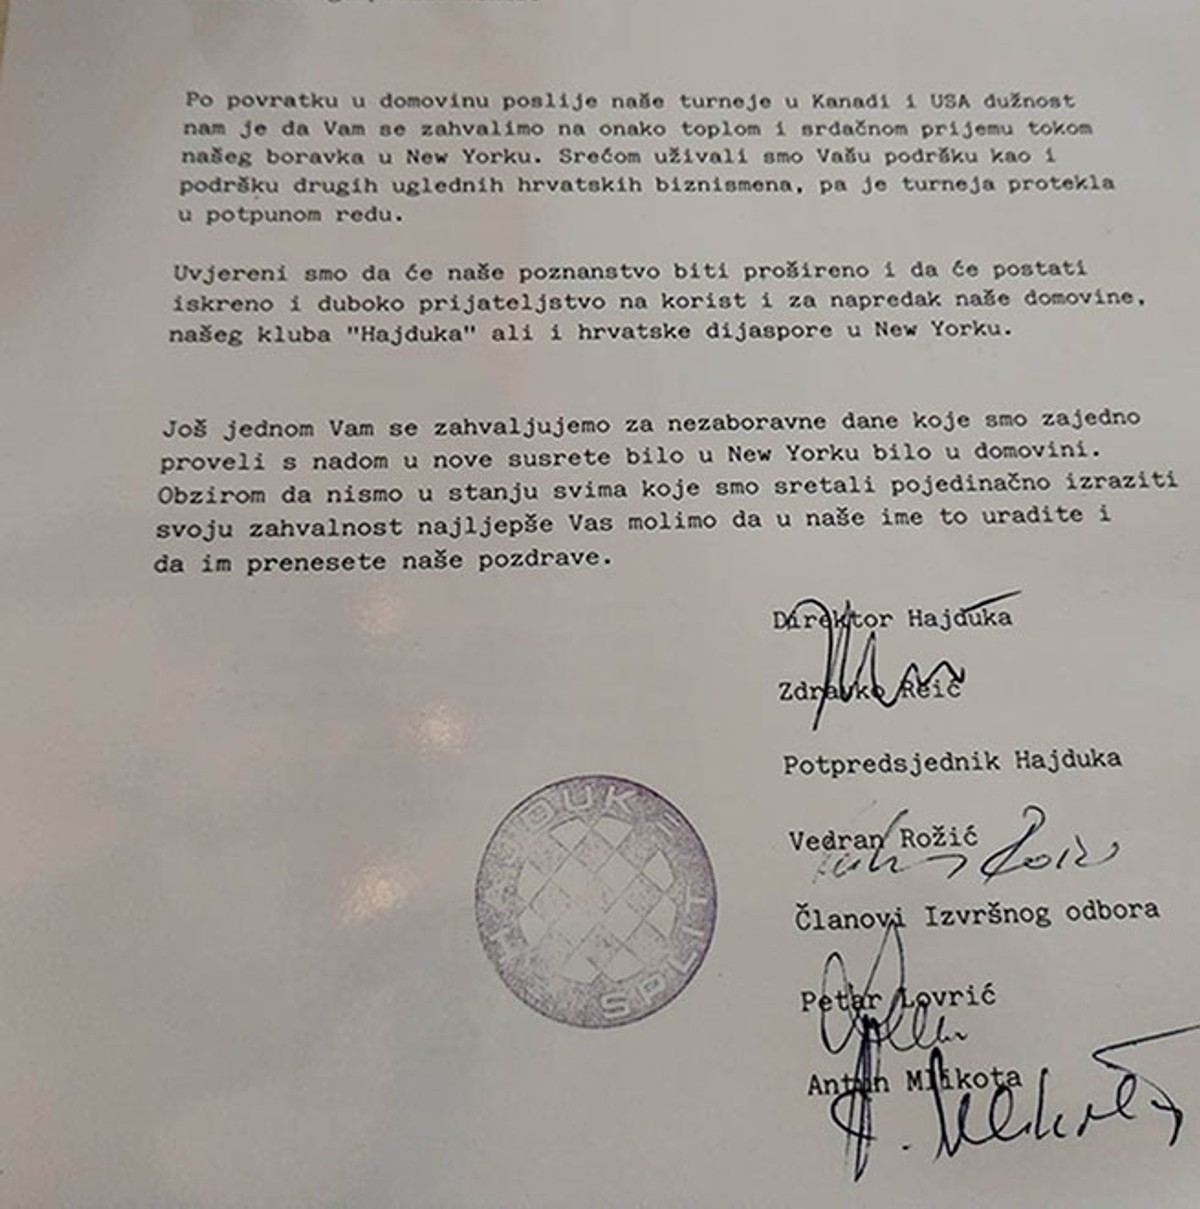 Po povratku u domovinu poslije naše turneje u Kanadi i USA dužnost
nam je da Vam se zahvalimo na onako toplom i srdačnom prijemu tokom
našeg boravka u New Yorku. Srećom uživali smo Vašu podršku kao i
podršku drugih uglednih hrvatskih biznismena, pa je turneja protekla
u potpunom redu.
Uvjereni smo da će naše poznanstvo biti prošireno i da će postati
iskreno i duboko prijateljstvo na korist i za napredak naše domovine,
našeg kluba "Hajduka" ali i hrvatske dijaspore u New Yorku.
Još jednom Vam se zahvaljujemo za nezaboravne dane koje smo zajedno
proveli s nadom u nove susrete bilo u New Yorku bilo u domovini.
Obzirom da nismo u stanju svima koje smo sretali pojedinačno izraziti
svoju zahvalnost najljepše Vas molimo da u naše ime to uradite i
da im prenesete naše pozdrave.
Direktor Hajduka
Zdravko Reić
Potpredsjednik Hajduka
Vedran Rožić
Članovi Izvršnog odbora
Petar Lovrić
Antun Mlikota
HAJDUK - SPLIT